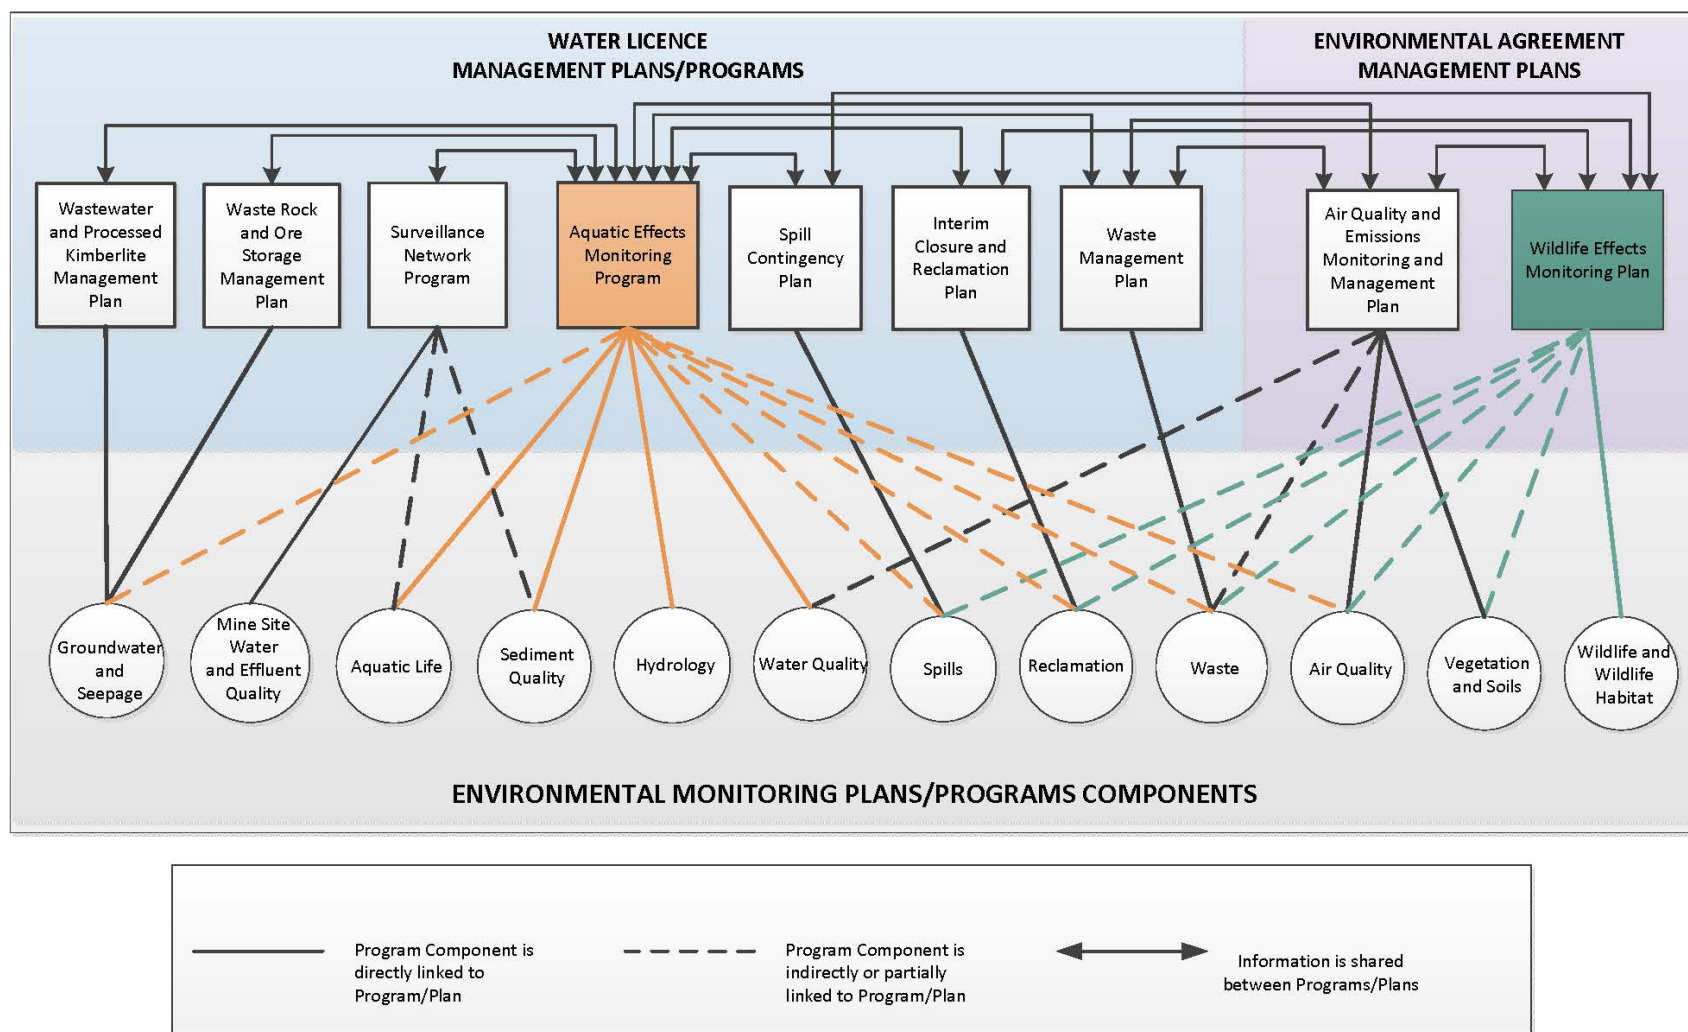 WATER LICENCE
MANAGEMENT PLANS/PROGRAMS
ENVIRONMENTAL AGREEMENT
MANAGEMENT PLANS
Wastewater
and Processed
Kimberlite
Management
Plan
Waste Rock
and Ore
Storage
Management
Plan
Surveillance
Network
Program
Aquatic Effects
Monitoring
Program
Spill
Contingency
Plan
Interim
Closure and
Reclamation
Plan
Waste
Management
Plan
Air Quality and
Emissions
Monitoring and
Management
Plan
Wildlife Effects
Monitoring Plan
Groundwater
and
Seepage
Mine Site
Water
and Effluent
Quality
Aquatic Life
Sediment
Quality
Hydrology
Water Quality
Spills
Reclamation
Waste
Air Quality
Vegetation
and Soils
Wildlife and
Wildlife
Habitat
ENVIRONMENTAL MONITORING PLANS/PROGRAMS COMPONENTS
Program Component is
directly linked to
Program/Plan
Program Component is
indirectly or partially
linked to Program/Plan
Information is shared
between Programs/Plans